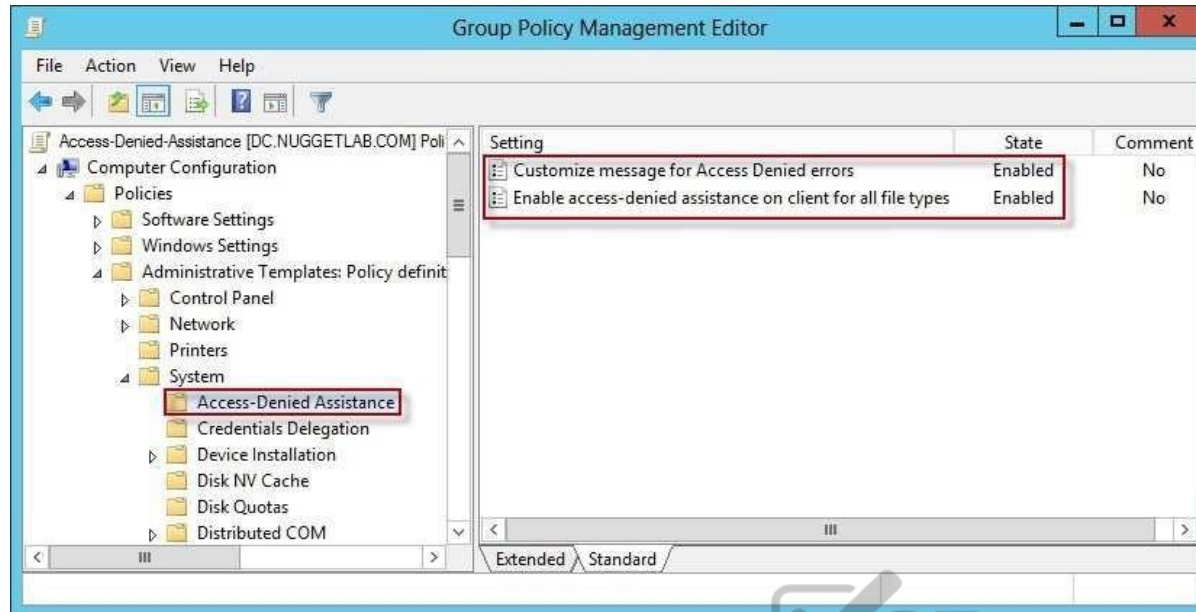 Group Policy Management Editor
File Action View Help
Access-Denied-Assistance [DC.NUGGETLAB.COM] Poli
Computer Configuration
Policies
Software Settings
Windows Settings
Administrative Templates: Policy definit
Control Panel
Network
Printers
System
Access-Denied Assistance
Credentials Delegation
Device Installation
Disk NV Cache
Disk Quotas
Distributed COM
Setting State Comment
Customize message for Access Denied errors Enabled No
Enable access-denied assistance on client for all file types Enabled No
Extended Standard